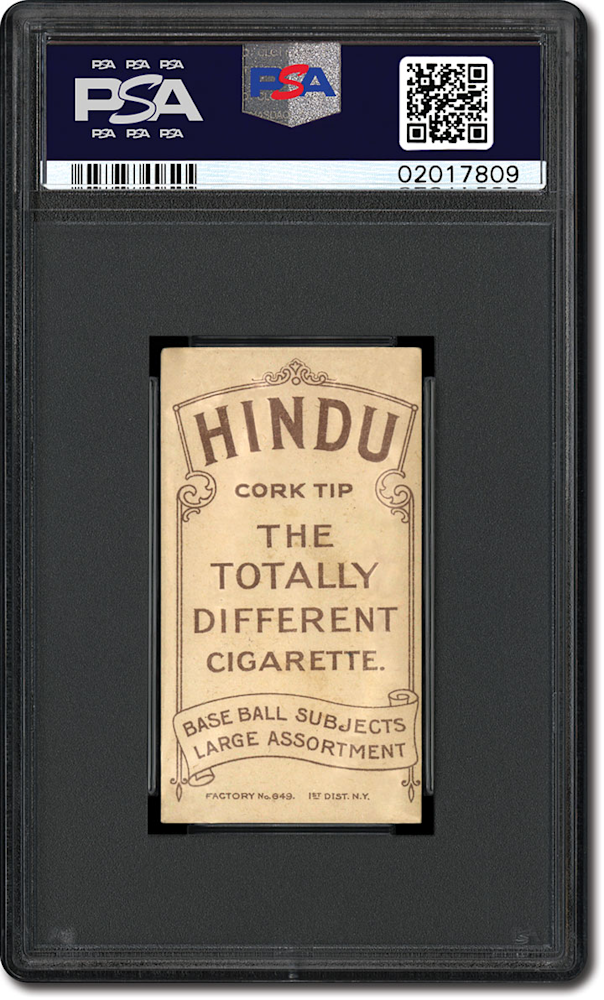 PSA PSA PSA
PSA
PSA PSA PSA
PSA
02017809
HINDU
CORK TIP
THE
TOTALLY
DIFFERENT
CIGARETTE.
BASE BALL SUBJECTS
LARGE ASSORTMENT
FACTORY No. 649. 1ST DIST. N.Y.